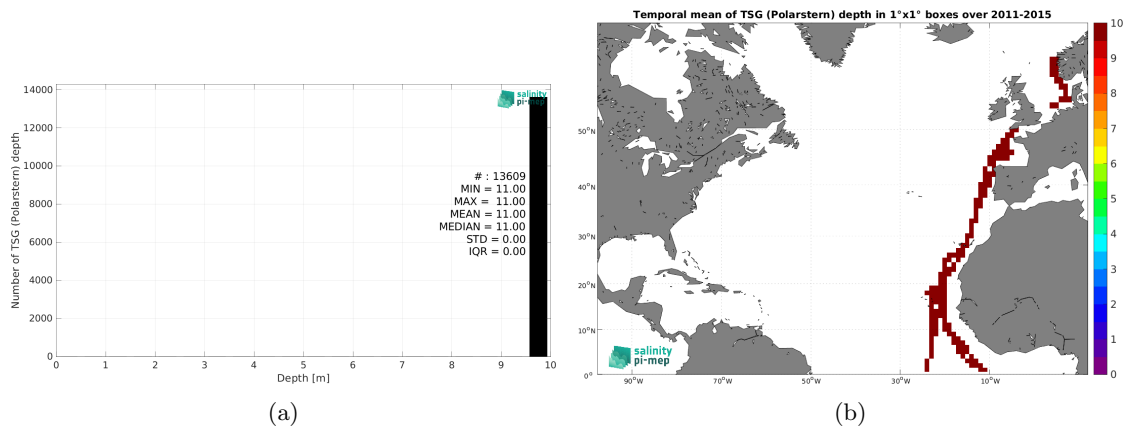 14000
12000
10000
8000
6000
4000
2000
0
Number of TSG (Polarstern) depth
salinity
pi-mep
# : 13609
MIN = 11.00
MAX = 11.00
MEAN = 11.00
MEDIAN = 11.00
STD = 0.00
IQR = 0.00
0 1 2 3 4 5 6 7 8 9 10
Depth [m]
(a)
Temporal mean of TSG (Polarstern) depth in 1°x1° boxes over 2011-2015
50°N
40°N
30°N
20°N
10°N
0°
90°W 70°W 50°W 30°W 10°W
salinity
pi-mep
10
9
8
7
6
5
4
3
2
1
0
(b)